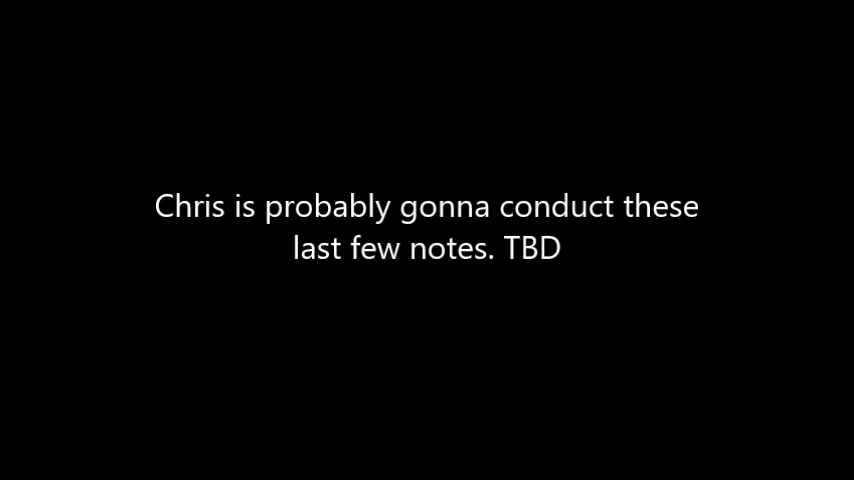 Chris is probably gonna conduct these
last few notes. TBD